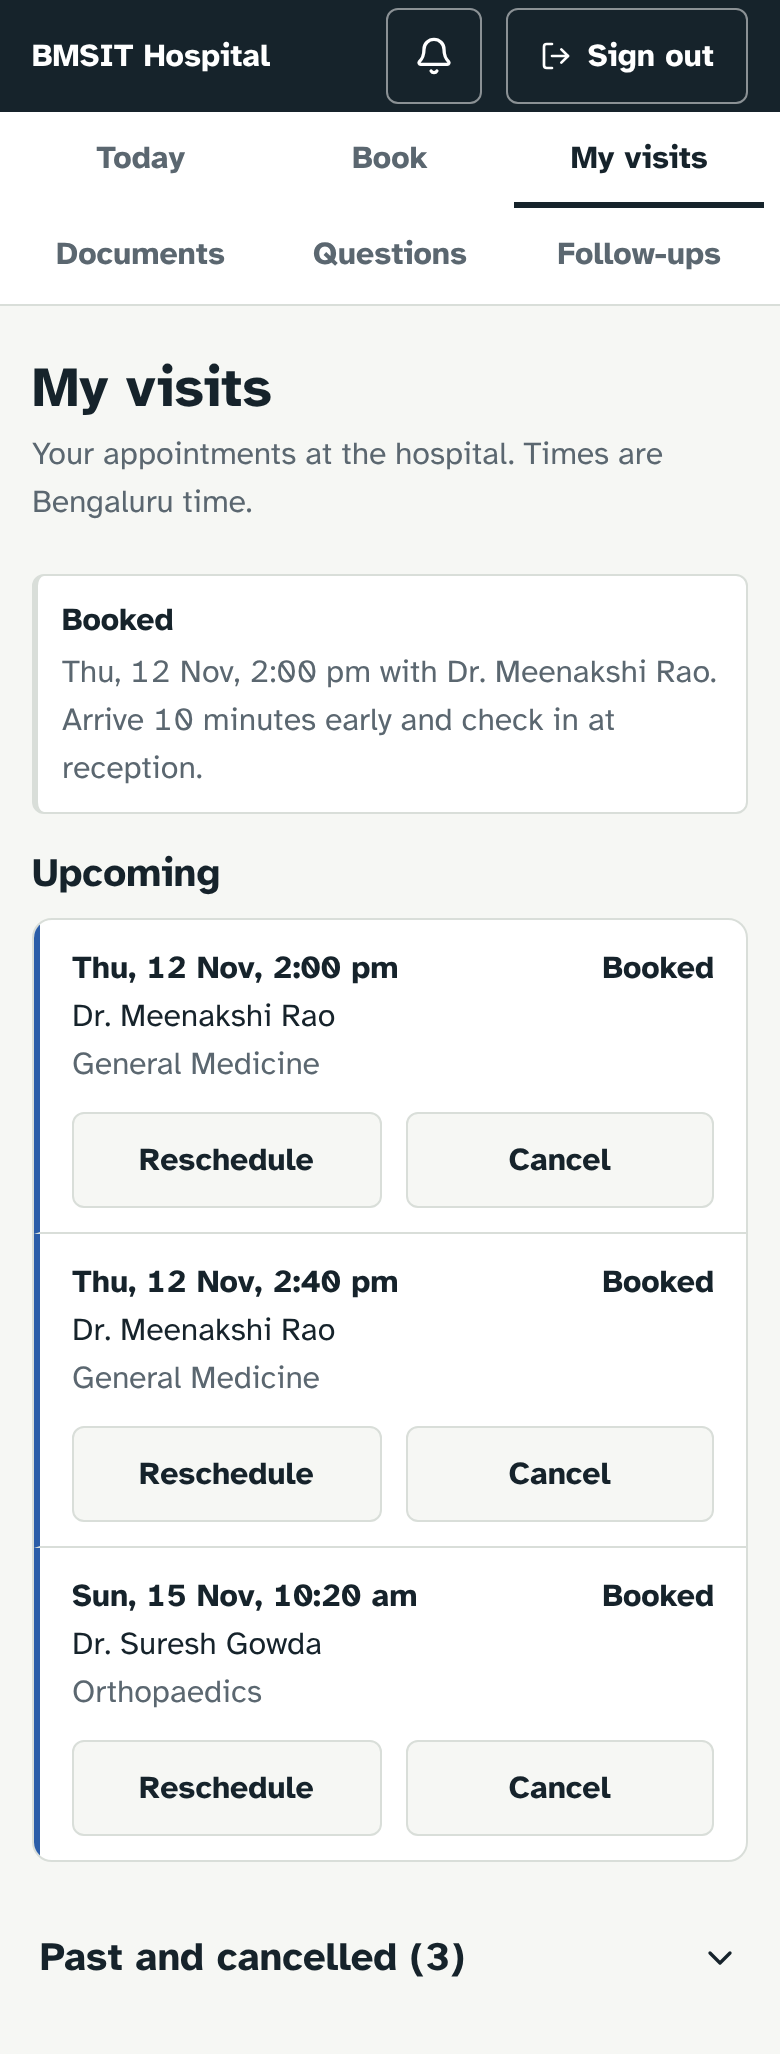 BMSIT Hospital
Sign out
Today
Book
My visits
Documents
Questions
Follow-ups
My visits
Your appointments at the hospital. Times are
Bengaluru time.
Booked
Thu, 12 Nov, 2:00 pm with Dr. Meenakshi Rao.
Arrive 10 minutes early and check in at
reception.
Upcoming
Thu, 12 Nov, 2:00 pm
Booked
Dr. Meenakshi Rao
General Medicine
Reschedule
Cancel
Thu, 12 Nov, 2:40 pm
Booked
Dr. Meenakshi Rao
General Medicine
Reschedule
Cancel
Sun, 15 Nov, 10:20 am
Booked
Dr. Suresh Gowda
Orthopaedics
Reschedule
Cancel
Past and cancelled (3)